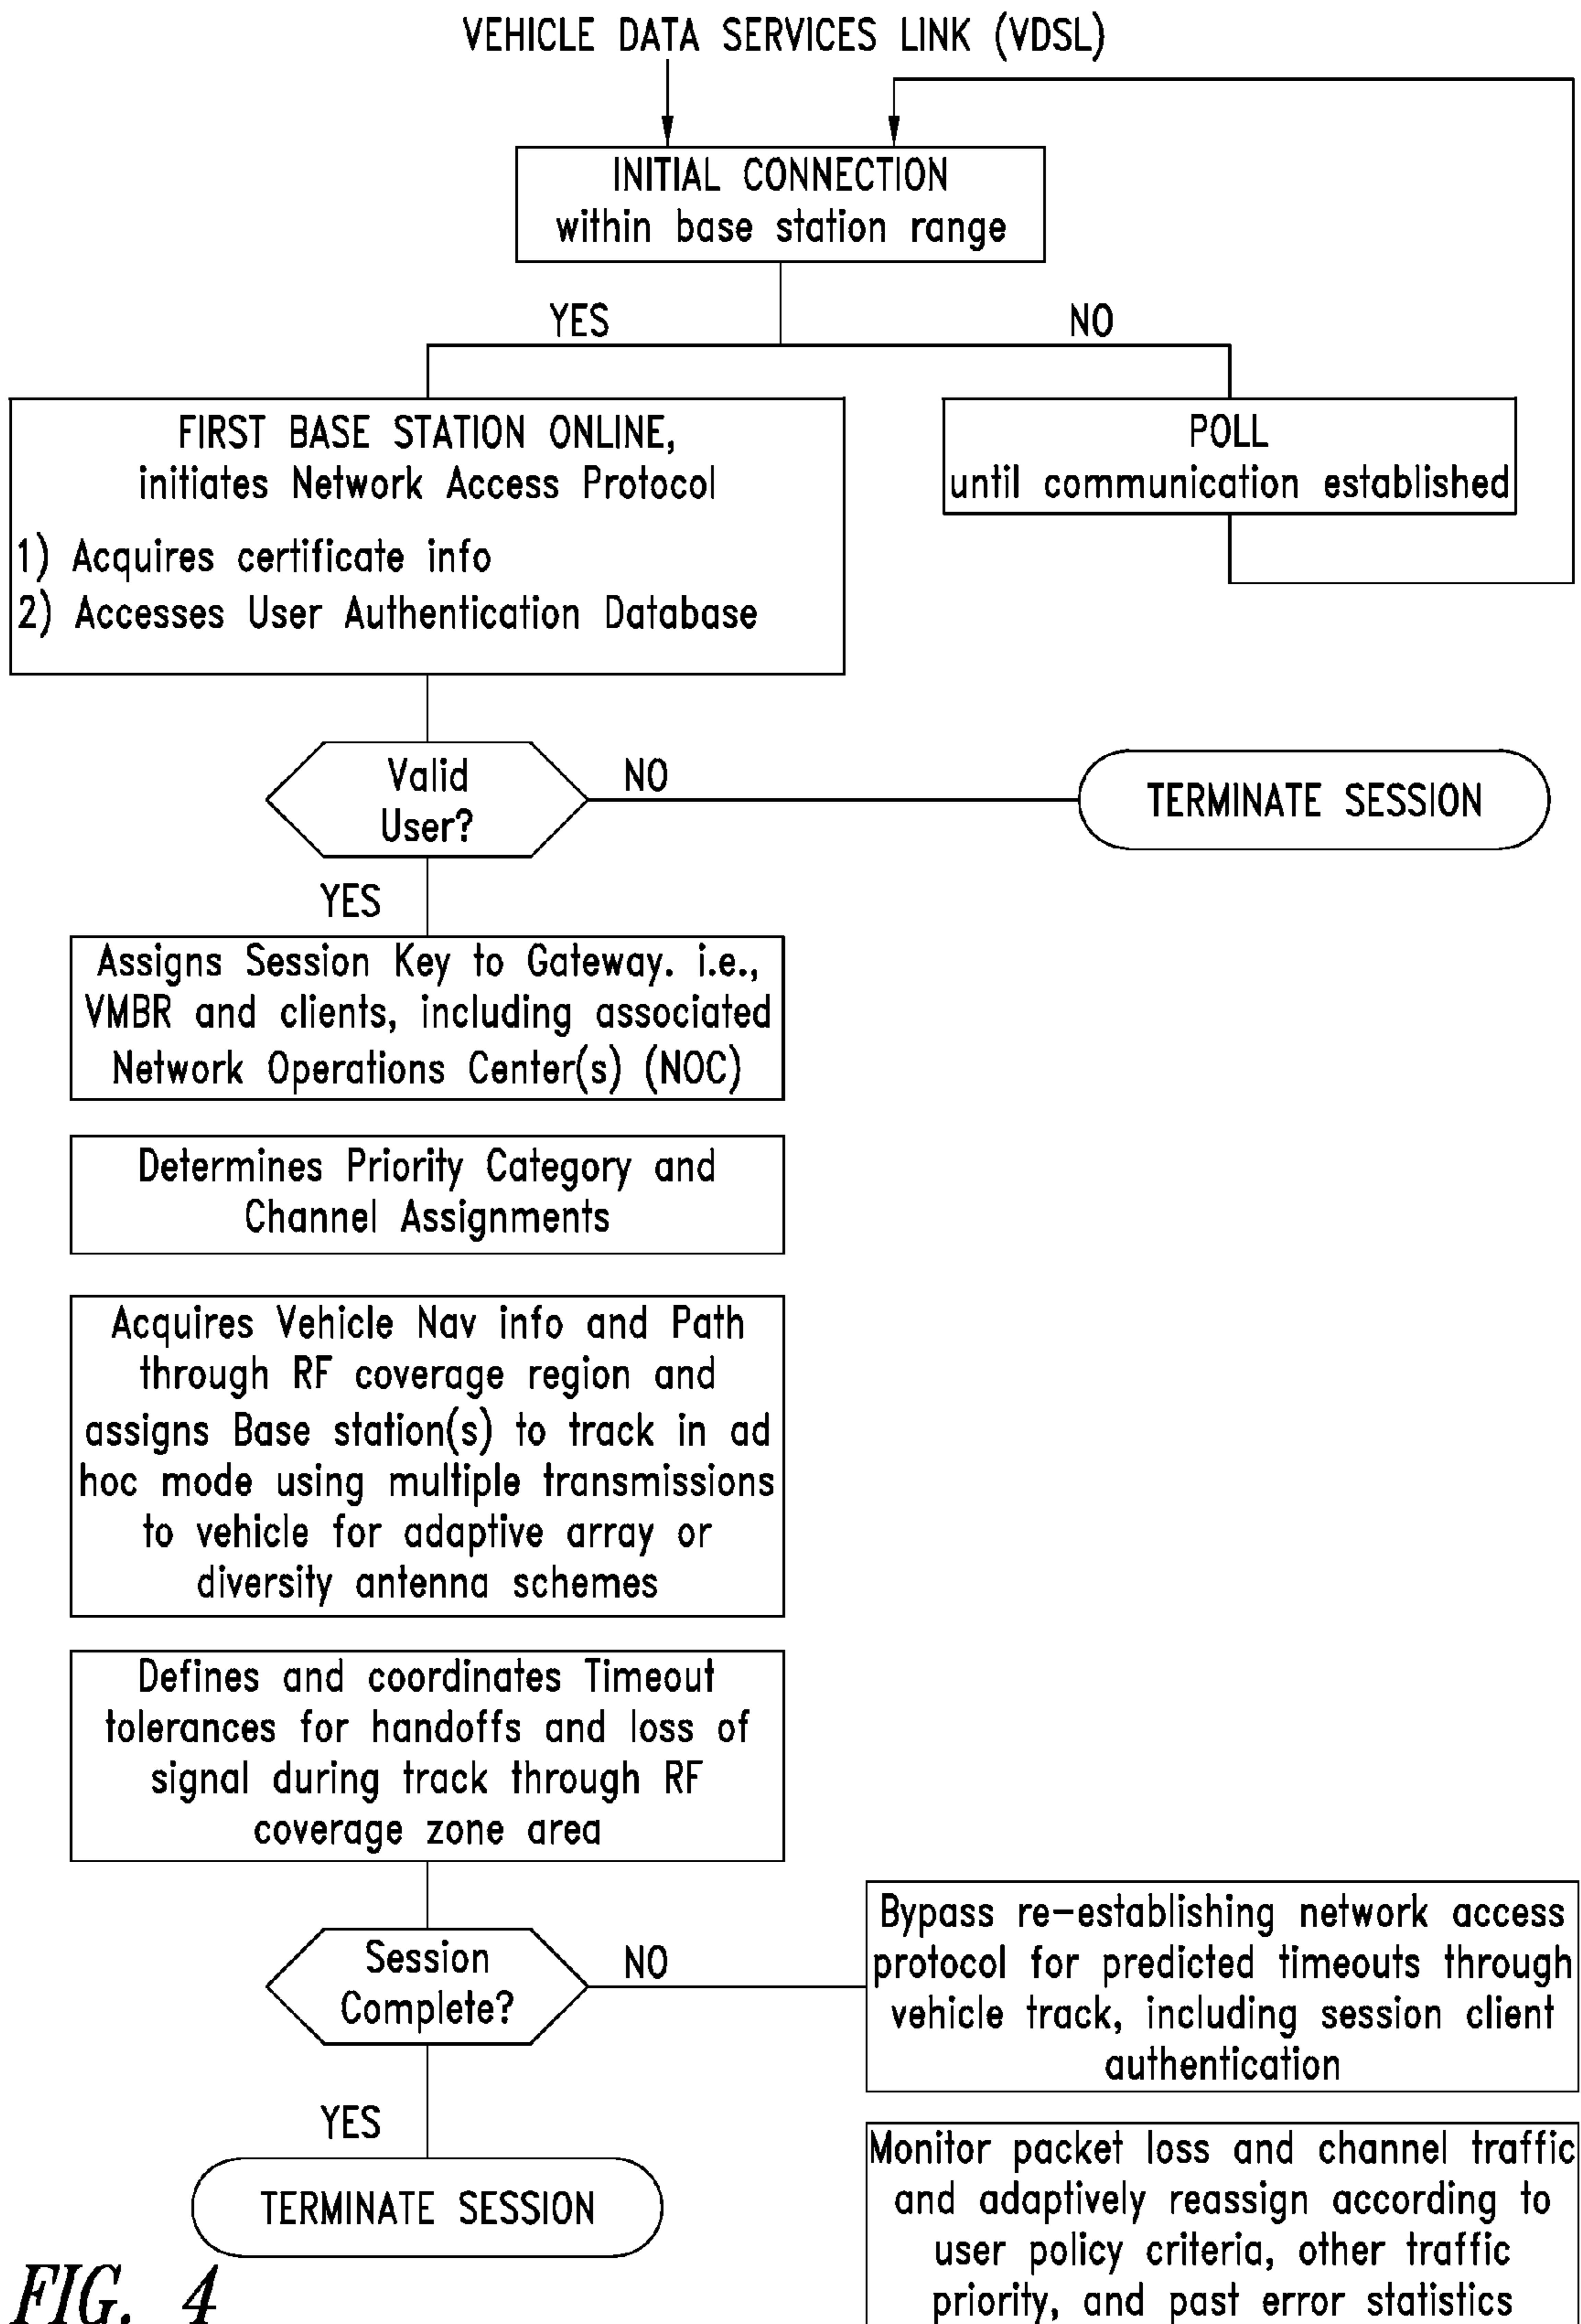 VEHICLE DATA SERVICES LINK (VDSL)
INITIAL CONNECTION
within base station range
YES
NO
FIRST BASE STATION ONLINE,
initiates Network Access Protocol
1) Acquires certificate info
2) Accesses User Authentication Database
POLL
until communication established
Valid
User?
NO
TERMINATE SESSION
YES
Assigns Session Key to Gateway. i.e.,
VMBR and clients, including associated
Network Operations Center(s) (NOC)
Determines Priority Category and
Channel Assignments
Acquires Vehicle Nav info and Path
through RF coverage region and
assigns Base station(s) to track in ad
hoc mode using multiple transmissions
to vehicle for adaptive array or
diversity antenna schemes
Defines and coordinates Timeout
tolerances for handoffs and loss of
signal during track through RF
coverage zone area
Session
Complete?
NO
Bypass re-establishing network access
protocol for predicted timeouts through
vehicle track, including session client
authentication
YES
TERMINATE SESSION
Monitor packet loss and channel traffic
and adaptively reassign according to
user policy criteria, other traffic
priority, and past error statistics
FIG. 4